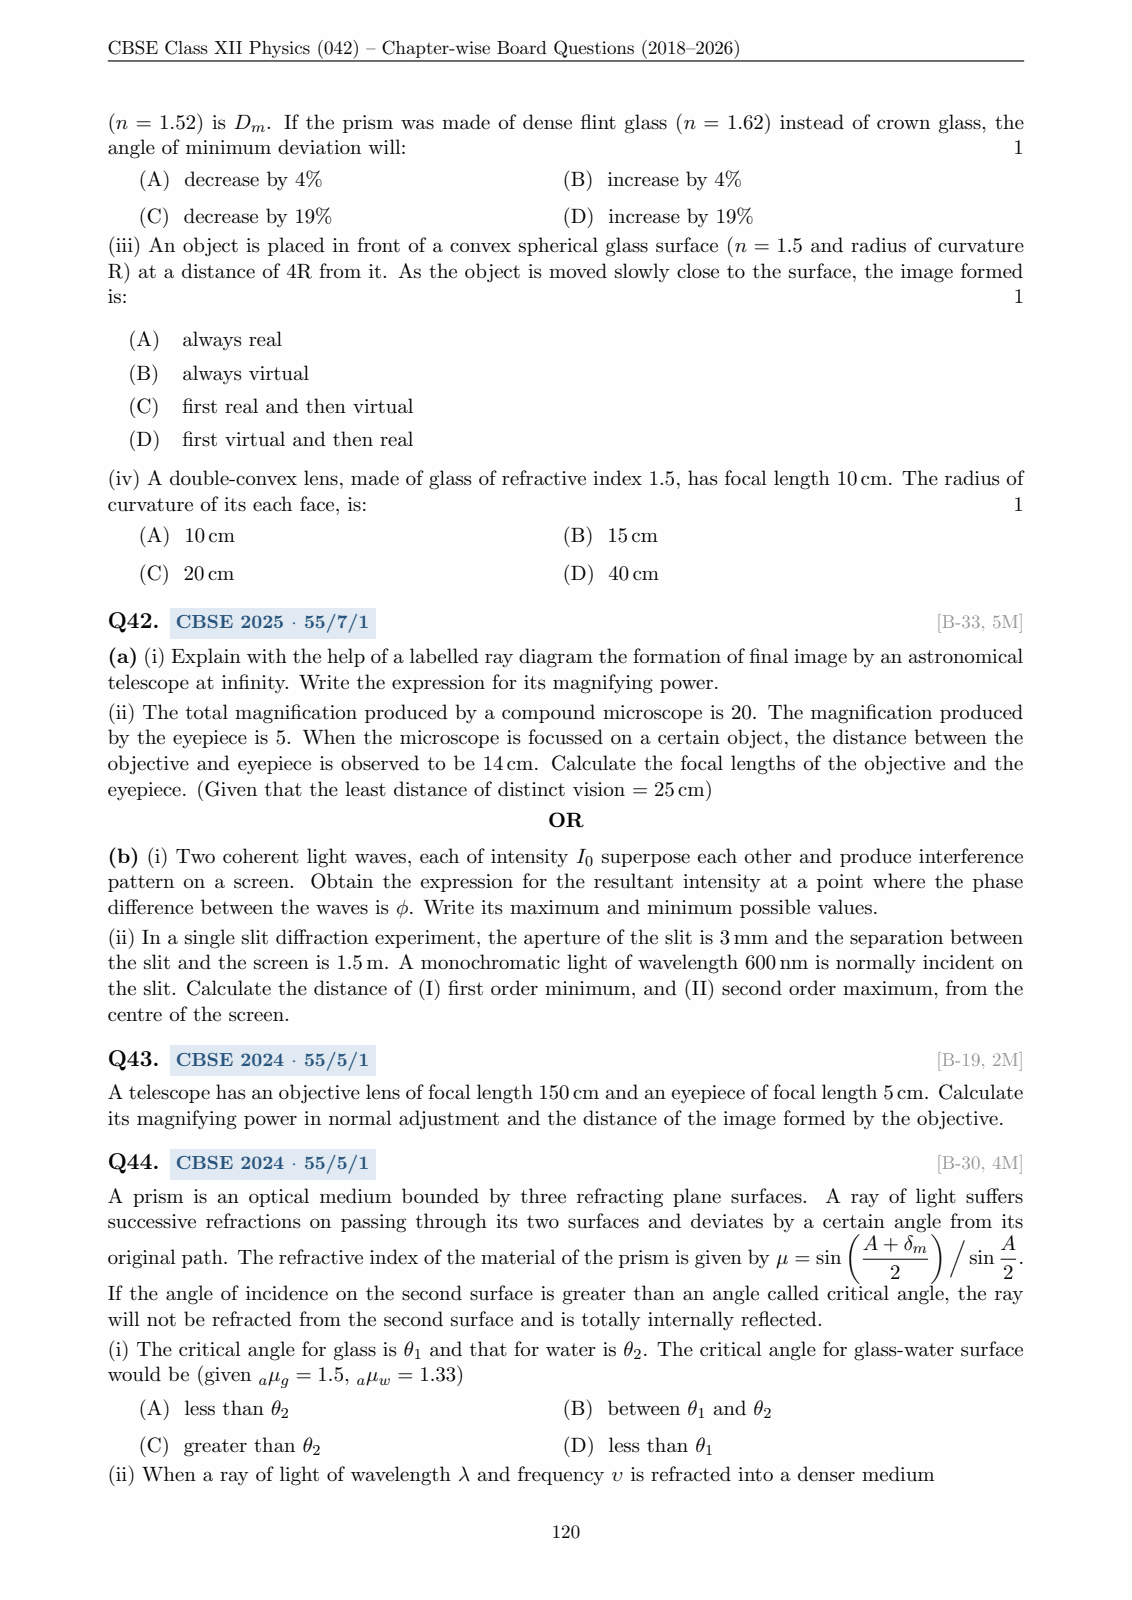 CBSE Class XII Physics (042) – Chapter-wise Board Questions (2018–2026)
(n = 1.52) is Dₘ. If the prism was made of dense flint glass (n = 1.62) instead of crown glass, the
angle of minimum deviation will: 1
(A) decrease by 4% (B) increase by 4%
(C) decrease by 19% (D) increase by 19%
(iii) An object is placed in front of a convex spherical glass surface (n = 1.5 and radius of curvature
R) at a distance of 4R from it. As the object is moved slowly close to the surface, the image formed
is: 1
(A) always real
(B) always virtual
(C) first real and then virtual
(D) first virtual and then real
(iv) A double-convex lens, made of glass of refractive index 1.5, has focal length 10 cm. The radius of
curvature of its each face, is: 1
(A) 10 cm (B) 15 cm
(C) 20 cm (D) 40 cm
Q42. CBSE 2025 · 55/7/1 [B-33, 5M]
(a) (i) Explain with the help of a labelled ray diagram the formation of final image by an astronomical
telescope at infinity. Write the expression for its magnifying power.
(ii) The total magnification produced by a compound microscope is 20. The magnification produced
by the eyepiece is 5. When the microscope is focussed on a certain object, the distance between the
objective and eyepiece is observed to be 14 cm. Calculate the focal lengths of the objective and the
eyepiece. (Given that the least distance of distinct vision = 25 cm)
OR
(b) (i) Two coherent light waves, each of intensity I₀ superpose each other and produce interference
pattern on a screen. Obtain the expression for the resultant intensity at a point where the phase
difference between the waves is ϕ. Write its maximum and minimum possible values.
(ii) In a single slit diffraction experiment, the aperture of the slit is 3 mm and the separation between
the slit and the screen is 1.5 m. A monochromatic light of wavelength 600 nm is normally incident on
the slit. Calculate the distance of (I) first order minimum, and (II) second order maximum, from the
centre of the screen.
Q43. CBSE 2024 · 55/5/1 [B-19, 2M]
A telescope has an objective lens of focal length 150 cm and an eyepiece of focal length 5 cm. Calculate
its magnifying power in normal adjustment and the distance of the image formed by the objective.
Q44. CBSE 2024 · 55/5/1 [B-30, 4M]
A prism is an optical medium bounded by three refracting plane surfaces. A ray of light suffers
successive refractions on passing through its two surfaces and deviates by a certain angle from its
original path. The refractive index of the material of the prism is given by μ = sin ((A + δₘ)/2) / sin A/2.
If the angle of incidence on the second surface is greater than an angle called critical angle, the ray
will not be refracted from the second surface and is totally internally reflected.
(i) The critical angle for glass is θ₁ and that for water is θ₂. The critical angle for glass-water surface
would be (given ₐμ_g = 1.5, ₐμ_w = 1.33)
(A) less than θ₂ (B) between θ₁ and θ₂
(C) greater than θ₂ (D) less than θ₁
(ii) When a ray of light of wavelength λ and frequency υ is refracted into a denser medium
120